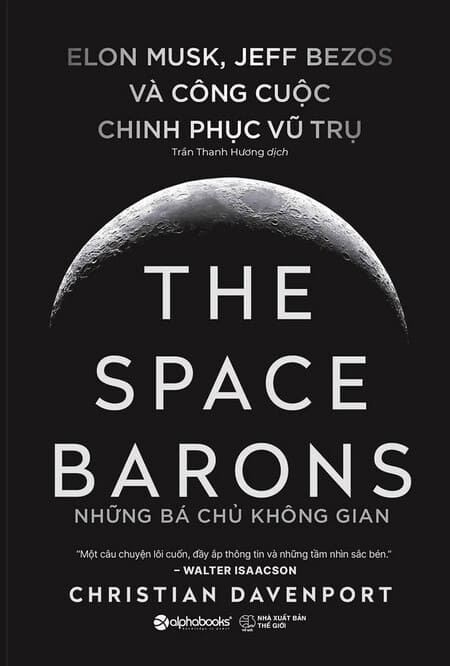 ELON MUSK, JEFF BEZOS
VÀ CÔNG CUỘC
CHINH PHỤC VŨ TRỤ
Trần Thanh Hương dịch
THE
SPACE
BARONS
NHỮNG BÁ CHỦ KHÔNG GIAN
“Một câu chuyện lôi cuốn, đầy ắp thông tin và những tầm nhìn sắc bén.”
– WALTER ISAACSON
CHRISTIAN DAVENPORT
alphabooks
NHÀ XUẤT BẢN
THẾ GIỚI